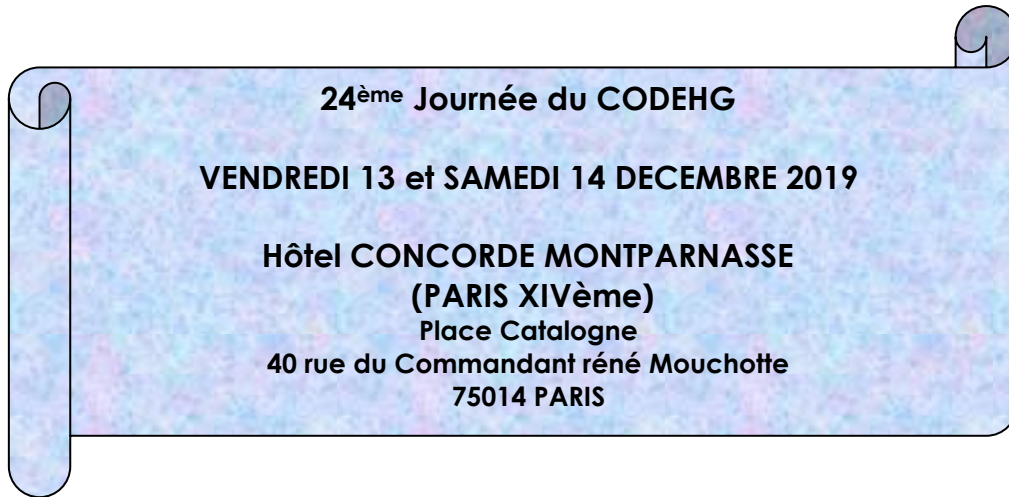 24ème Journée du CODEHG
VENDREDI 13 et SAMEDI 14 DECEMBRE 2019
Hôtel CONCORDE MONTPARNASSE
(PARIS XIVème)
Place Catalogne
40 rue du Commandant réné Mouchotte
75014 PARIS